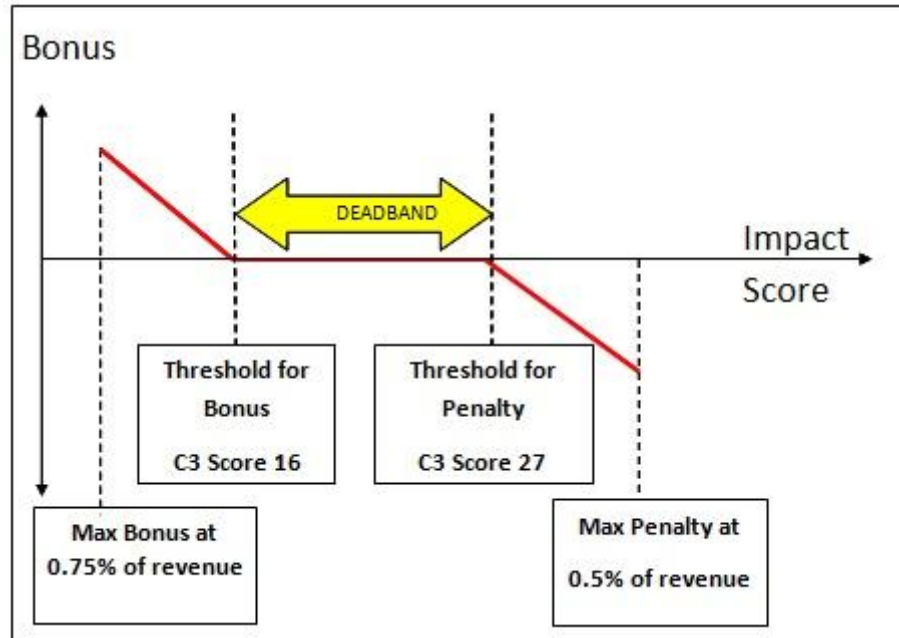 Bonus
DEADBAND
Impact
Score
Threshold for
Bonus
C3 Score 16
Threshold for
Penalty
C3 Score 27
Max Bonus at
0.75% of revenue
Max Penalty at
0.5% of revenue